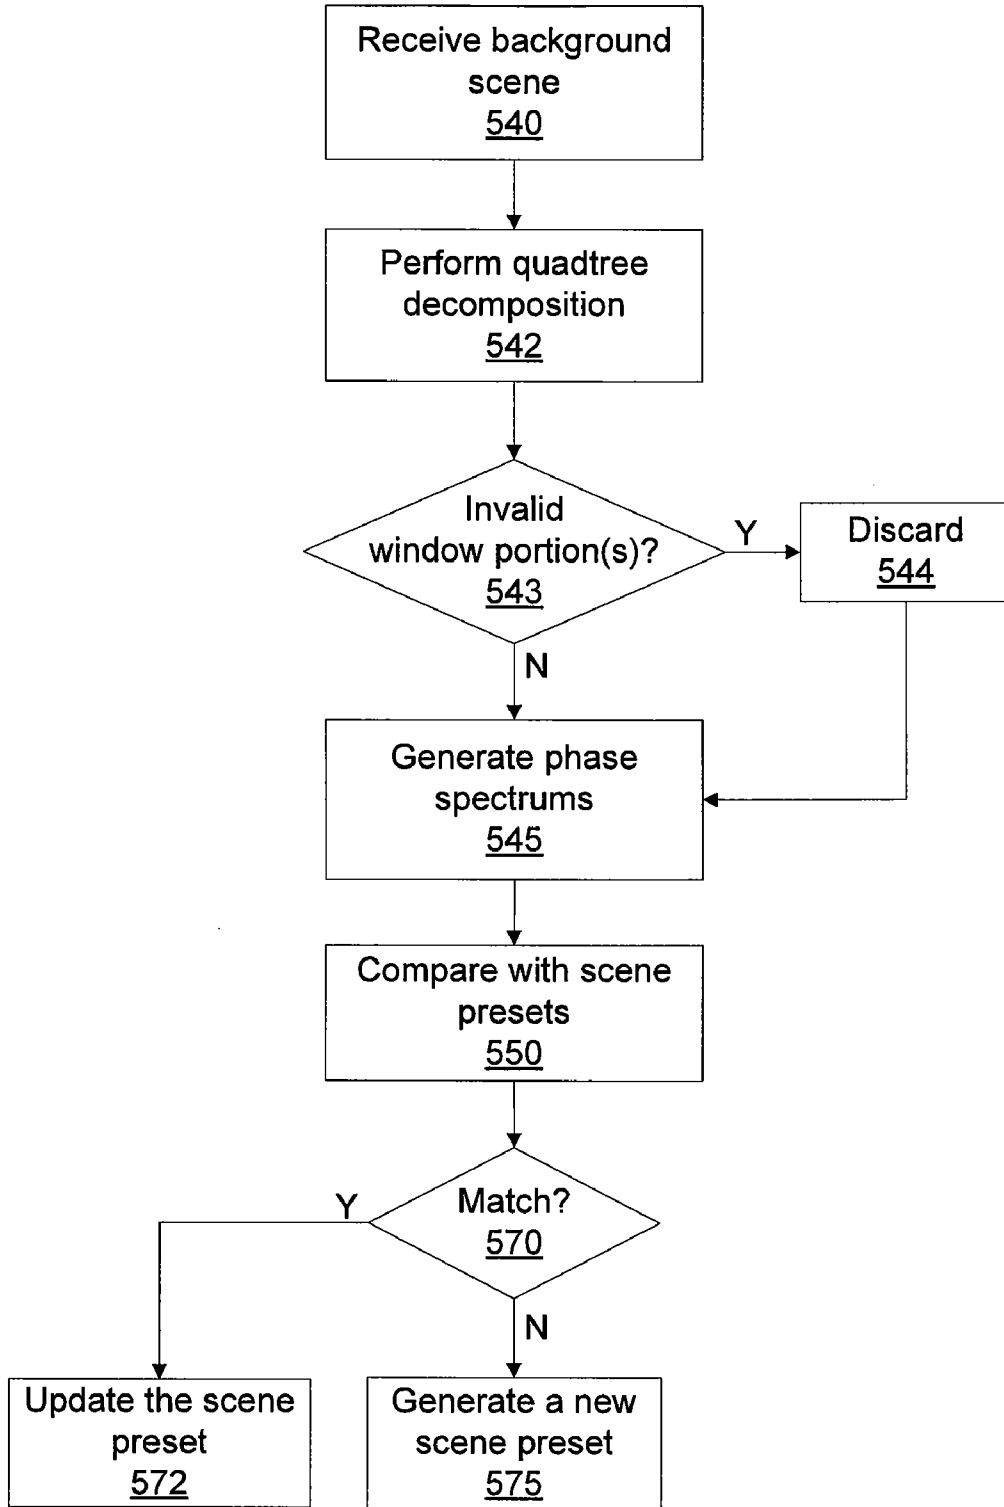 Receive background
scene
540
Perform quadtree
decomposition
542
Invalid
window portion(s)?
543
Y
Discard
544
N
Generate phase
spectrums
545
Compare with scene
presets
550
Match?
570
Y
N
Update the scene
preset
572
Generate a new
scene preset
575